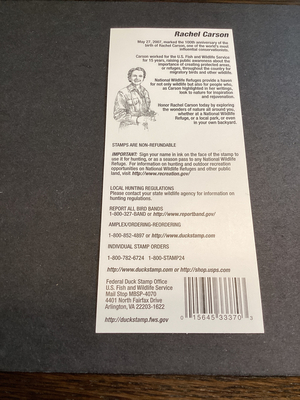 Rachel Carson
May 27, 2007, marked the 100th anniversary of the
birth of Rachel Carson, one of the world's most
influential conservationists.
Carson worked for the U.S. Fish and Wildlife Service
for 15 years, raising public awareness about the
importance of creating protected areas,
or refuges, throughout the country for
migratory birds and other wildlife.
National Wildlife Refuges provide a haven
for not only wildlife but also for people who,
as Carson highlighted in her writings,
look to nature for inspiration
and rejuvenation.
Honor Rachel Carson today by exploring
the wonders of nature all around you,
whether at a National Wildlife
Refuge, or a local park, or even
in your own backyard.
STAMPS ARE NON-REFUNDABLE
IMPORTANT: Sign your name in ink on the face of the stamp to
use it for hunting, or as a season pass to any National Wildlife
Refuge. For information on hunting and outdoor recreation
opportunities on National Wildlife Refuges and other public
land, visit http://www.recreation.gov/
LOCAL HUNTING REGULATIONS
Please contact your state wildlife agency for information on
hunting regulations.
REPORT ALL BIRD BANDS
1-800-327-BAND or http://www.reportband.gov/
AMPLEX/ORDERING-REORDERING
1-800-852-4897 or http://www.duckstamp.com
INDIVIDUAL STAMP ORDERS
1-800-782-6724 1-800-STAMP24
http://www.duckstamp.com or http://shop.usps.com
Federal Duck Stamp Office
U.S. Fish and Wildlife Service
Mail Stop MBSP-4070
4401 North Fairfax Drive
Arlington, VA 22203-1622
http://duckstamp.fws.gov
0 15645 33370 3